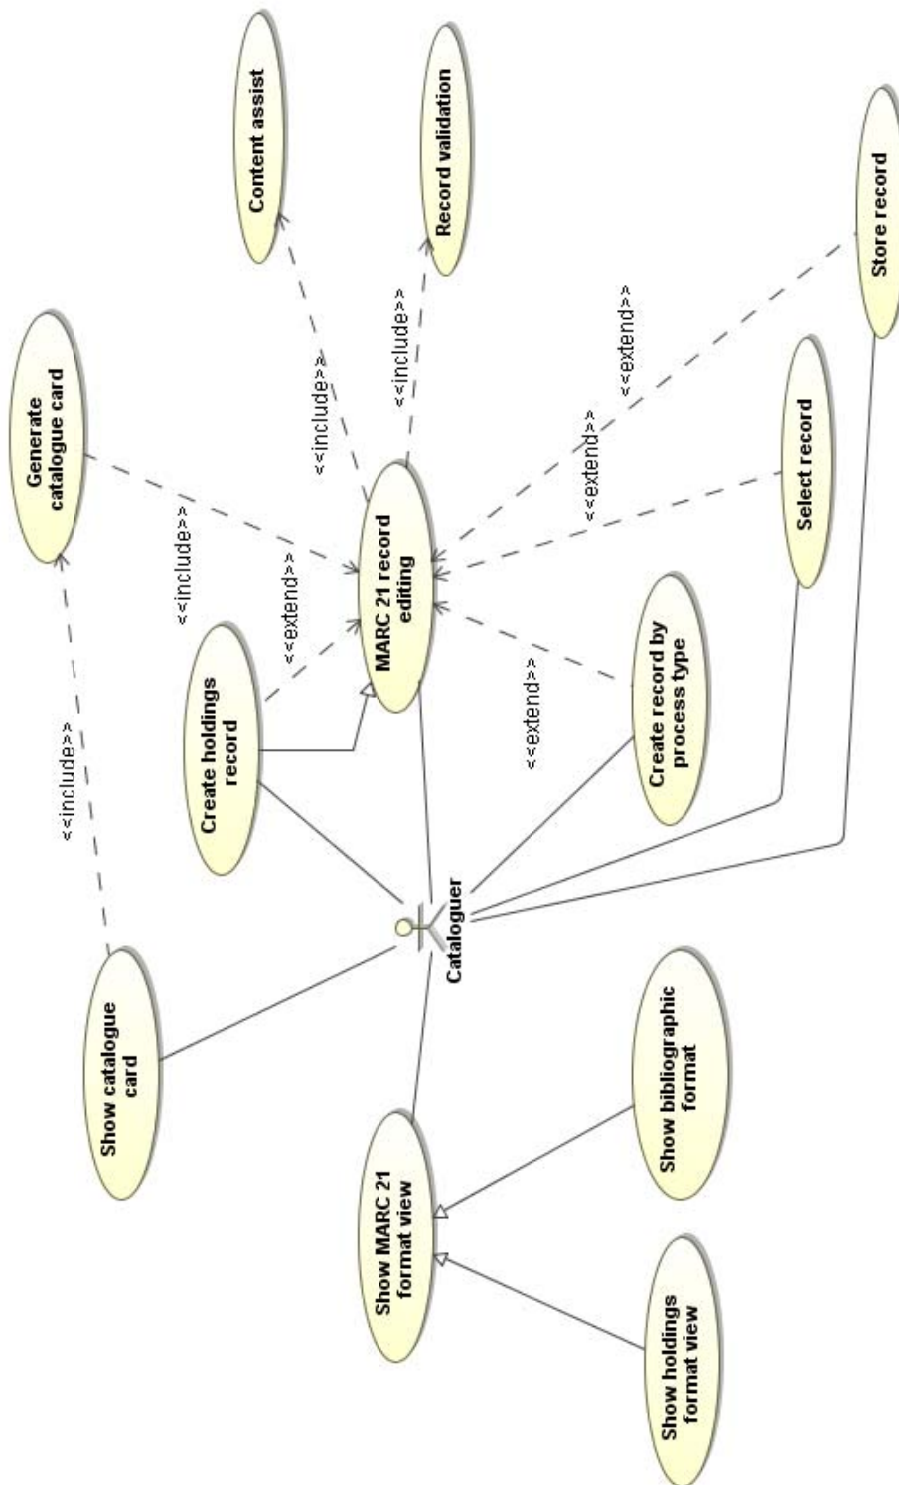 Show catalogue
card
<<include>>
Generate
catalogue card
Create holdings
record
<<include>>
<<extend>>
Content assist
<<include>>
Show MARC 21
format view
Cataloguer
MARC 21 record
editing
<<include>>
Record validation
Show holdings
format view
Show bibliographic
format
<<extend>>
Create record by
process type
<<extend>>
<<extend>>
Select record
Store record